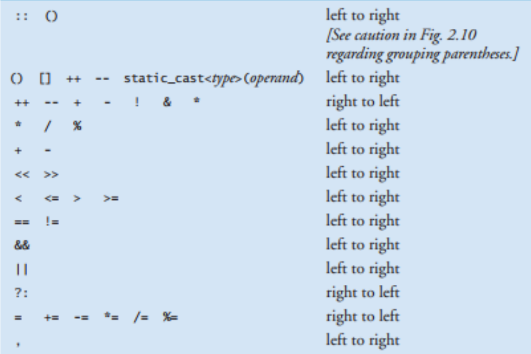 :: () left to right
[See caution in Fig. 2.10
regarding grouping parentheses.]
() [] ++ -- static_cast<type>(operand) left to right
++ -- + - ! & * right to left
* / % left to right
+ - left to right
<< >> left to right
< <= > >= left to right
== != left to right
&& left to right
|| left to right
?: right to left
= += -= *= /= %= right to left
, left to right